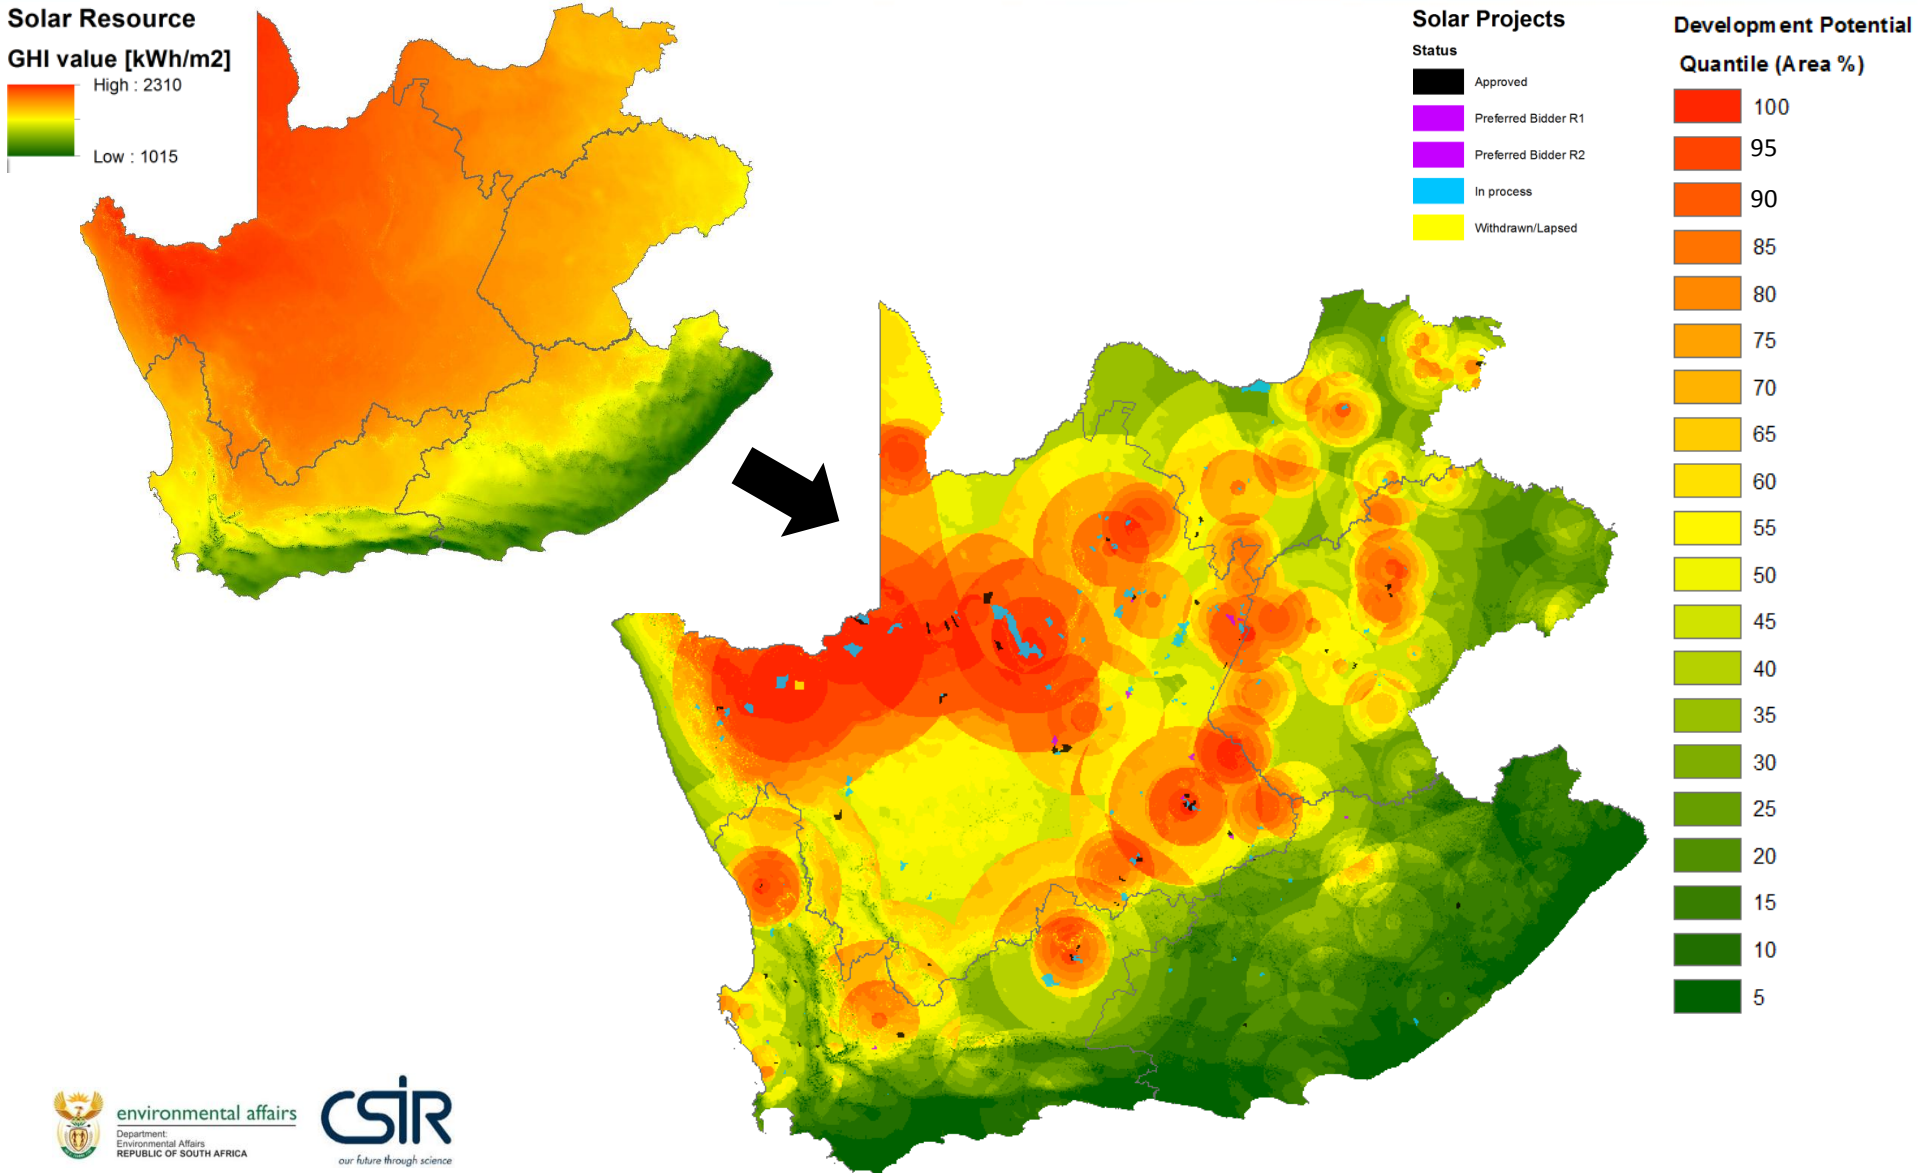 Solar Resource
GHI value [kWh/m2]
High : 2310
Low : 1015
Solar Projects
Status
Approved
Preferred Bidder R1
Preferred Bidder R2
In process
Withdrawn/Lapsed
Development Potential
Quantile (Area %)
100
95
90
85
80
75
70
65
60
55
50
45
40
35
30
25
20
15
10
5
environmental affairs
Department:
Environmental Affairs
REPUBLIC OF SOUTH AFRICA
CSIR
our future through science